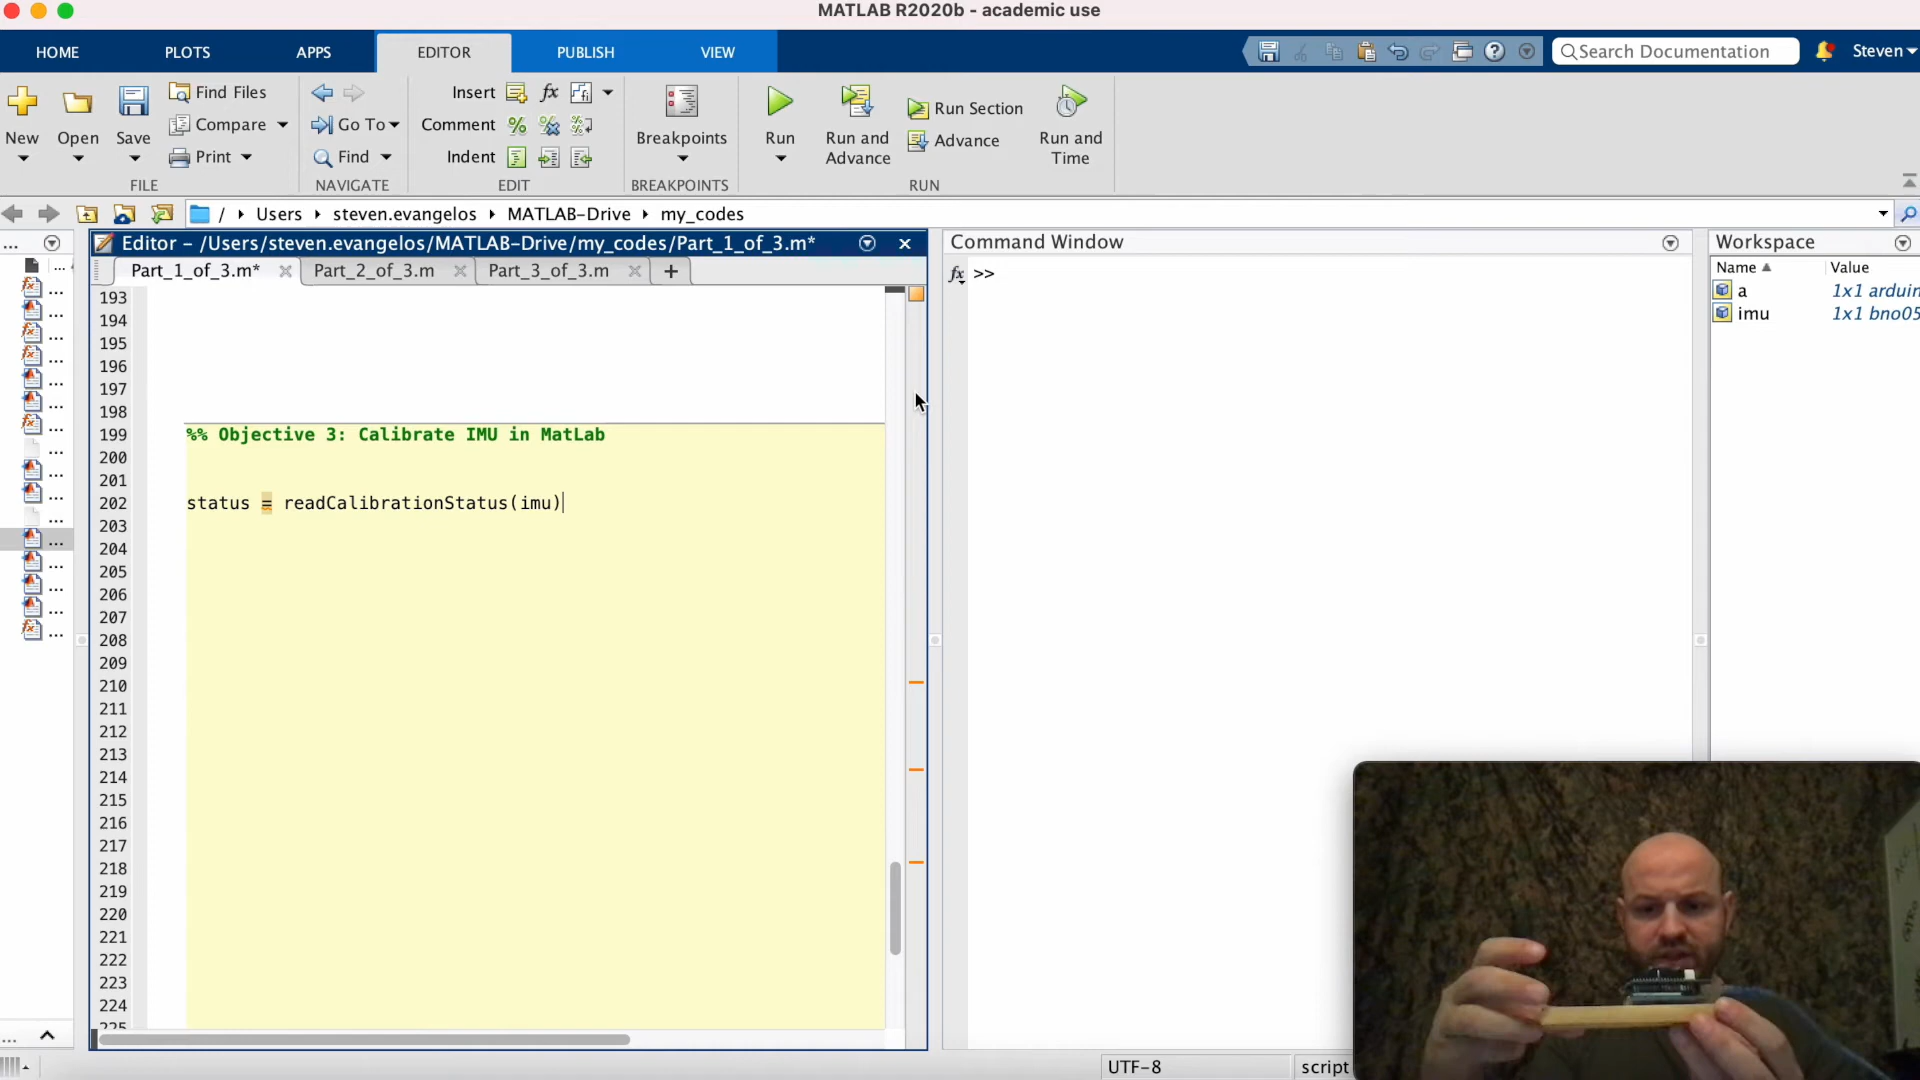 MATLAB R2020b - academic use
HOME PLOTS APPS EDITOR PUBLISH VIEW
Search Documentation
Steven
New Open Save
Find Files
Compare
Print
FILE
Go To
Find
NAVIGATE
Insert
Comment
Indent
EDIT
Breakpoints
BREAKPOINTS
Run
Run and
Advance
Run Section
Advance
Run and
Time
RUN
/ Users steven.evangelos MATLAB-Drive my_codes
...
Editor - /Users/steven.evangelos/MATLAB-Drive/my_codes/Part_1_of_3.m*
Part_1_of_3.m* Part_2_of_3.m Part_3_of_3.m +
193
194
195
196
197
198
199 %% Objective 3: Calibrate IMU in MatLab
200
201
202 status = readCalibrationStatus(imu)
203
204
205
206
207
208
209
210
211
212
213
214
215
216
217
218
219
220
221
222
223
224
225
Command Window
fx >>
Workspace
Name Value
a 1x1 arduin
imu 1x1 bno05
UTF-8
script